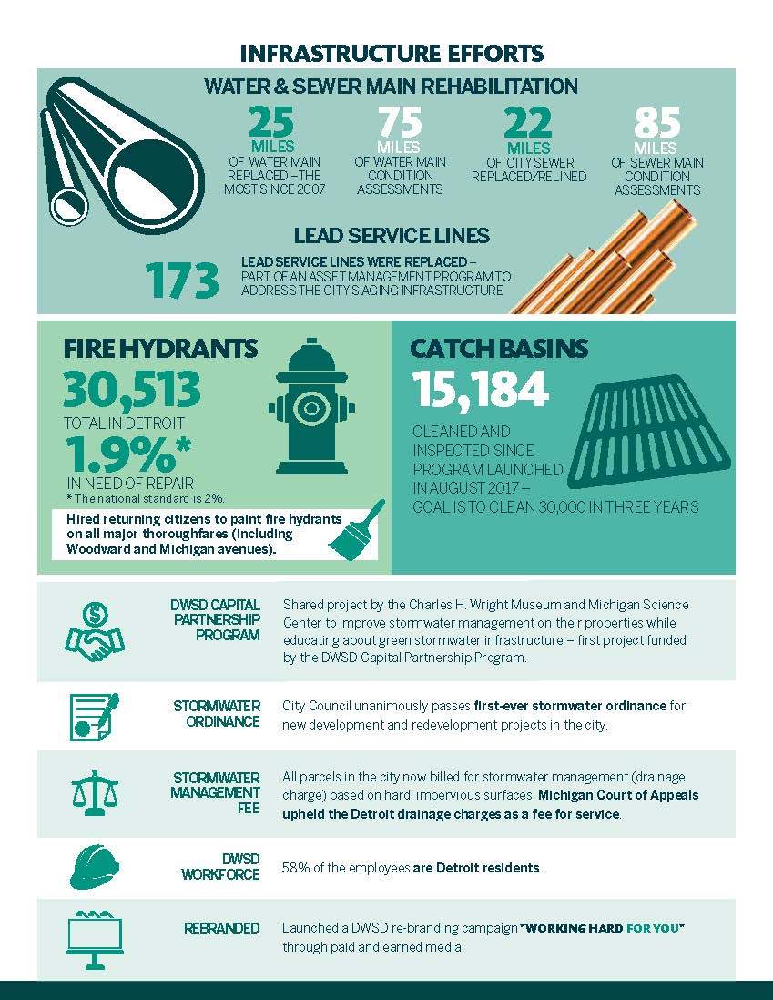 INFRASTRUCTURE EFFORTS
WATER & SEWER MAIN REHABILITATION
25
MILES
OF WATER MAIN
REPLACED –THE
MOST SINCE 2007
75
MILES
OF WATER MAIN
CONDITION
ASSESSMENTS
22
MILES
OF CITY SEWER
REPLACED/RELINED
85
MILES
OF SEWER MAIN
CONDITION
ASSESSMENTS
LEAD SERVICE LINES
173
LEAD SERVICE LINES WERE REPLACED –
PART OF AN ASSET MANAGEMENT PROGRAM TO
ADDRESS THE CITY'S AGING INFRASTRUCTURE
FIRE HYDRANTS
30,513
TOTAL IN DETROIT
1.9%*
IN NEED OF REPAIR
* The national standard is 2%.
Hired returning citizens to paint fire hydrants
on all major thoroughfares (including
Woodward and Michigan avenues).
CATCH BASINS
15,184
CLEANED AND
INSPECTED SINCE
PROGRAM LAUNCHED
IN AUGUST 2017 –
GOAL IS TO CLEAN 30,000 IN THREE YEARS
$
DWSD CAPITAL
PARTNERSHIP
PROGRAM
Shared project by the Charles H. Wright Museum and Michigan Science
Center to improve stormwater management on their properties while
educating about green stormwater infrastructure – first project funded
by the DWSD Capital Partnership Program.
STORMWATER
ORDINANCE
City Council unanimously passes first-ever stormwater ordinance for
new development and redevelopment projects in the city.
STORMWATER
MANAGEMENT
FEE
All parcels in the city now billed for stormwater management (drainage
charge) based on hard, impervious surfaces. Michigan Court of Appeals
upheld the Detroit drainage charges as a fee for service.
DWSD
WORKFORCE
58% of the employees are Detroit residents.
REBRANDED
Launched a DWSD re-branding campaign "WORKING HARD FOR YOU"
through paid and earned media.